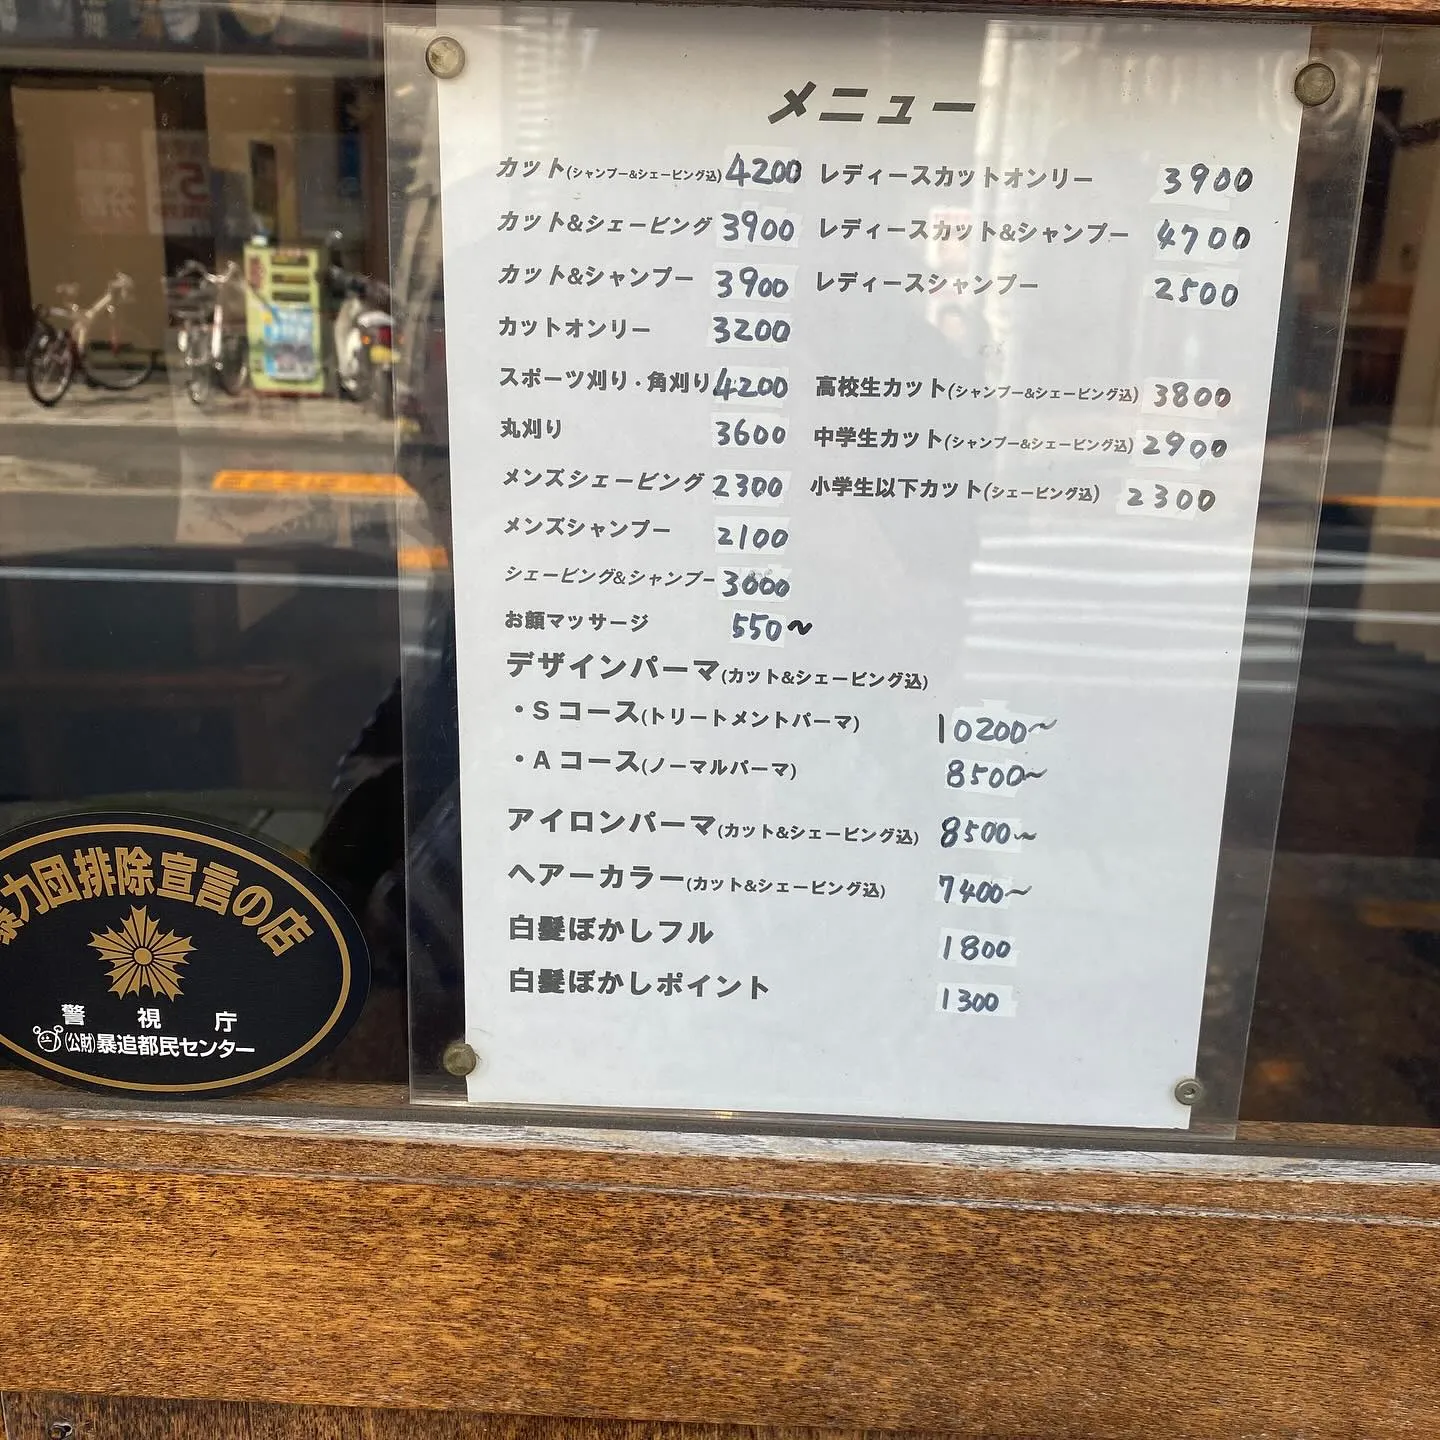 メニュー
カット(シャンプー&シェービング込) 4200
カット&シェービング 3900
カット&シャンプー 3900
カットオンリー 3200
スポーツ刈り・角刈り 4200
丸刈り 3600
メンズシェービング 2300
メンズシャンプー 2100
シェービング&シャンプー 3000
お顔マッサージ 550~
レディースカットオンリー 3900
レディースカット&シャンプー 4700
レディースシャンプー 2500
高校生カット(シャンプー&シェービング込) 3800
中学生カット(シャンプー&シェービング込) 2900
小学生以下カット(シェービング込) 2300
デザインパーマ(カット&シェービング込)
・S コース(トリートメントパーマ) 10200~
・A コース(ノーマルパーマ) 8500~
アイロンパーマ(カット&シェービング込) 8500~
ヘアーカラー(カット&シェービング込) 7400~
白髪ぼかしフル 1800
白髪ぼかしポイント 1300
暴力団排除宣言の店
警視庁
(公財)暴追都民センター